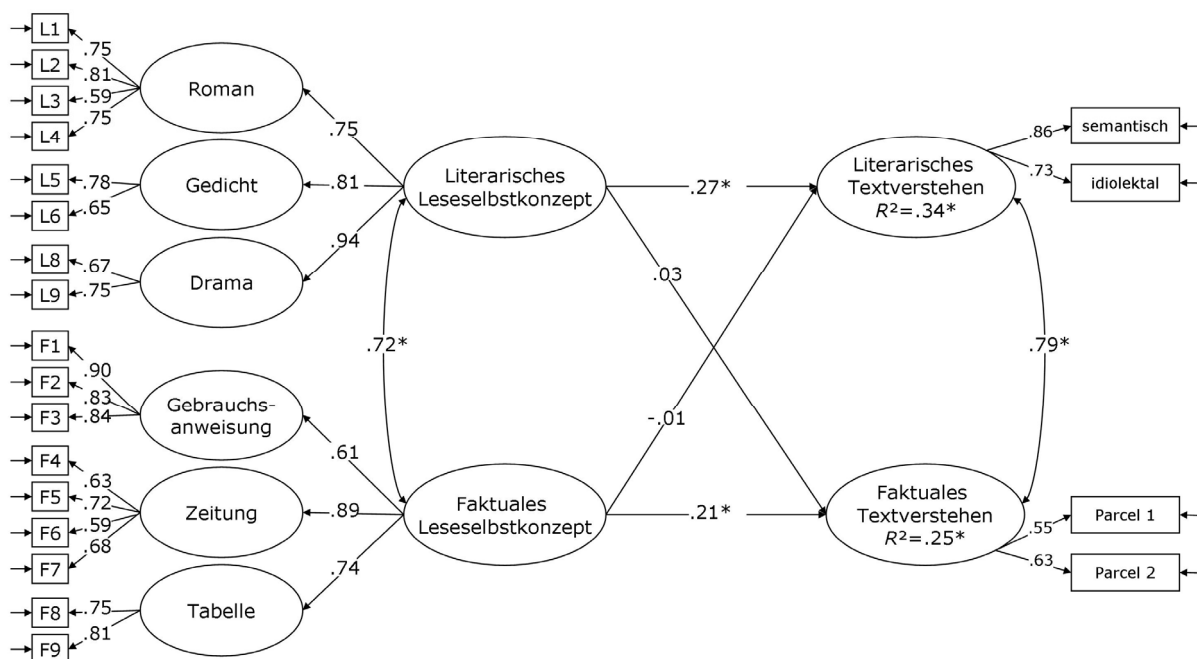 L1
L2
L3
L4
.75
.81
.59
.75
Roman
L5
L6
.78
.65
Gedicht
L8
L9
.67
.75
Drama
F1
F2
F3
.90
.83
.84
Gebrauchs-
anweisung
F4
F5
F6
F7
.63
.72
.59
.68
Zeitung
F8
F9
.75
.81
Tabelle
.75
.81
.94
Literarisches
Leseselbstkonzept
.72*
.61
.89
.74
Faktuales
Leseselbstkonzept
.27*
.03
-.01
.21*
Literarisches
Textverstehen
R²=.34*
.79*
Faktuales
Textverstehen
R²=.25*
.86
.73
semantisch
idiolektal
.55
.63
Parcel 1
Parcel 2